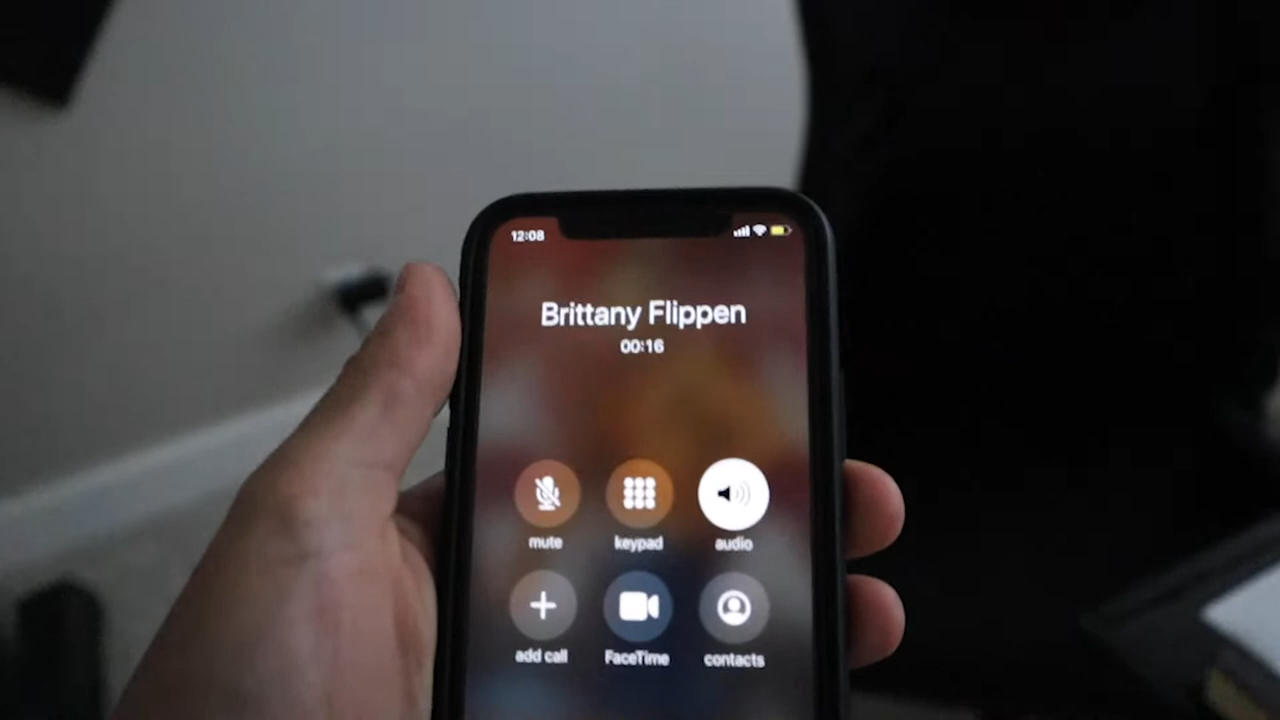 12:08
Brittany Flippen
00:16
mute keypad audio
add call FaceTime contacts